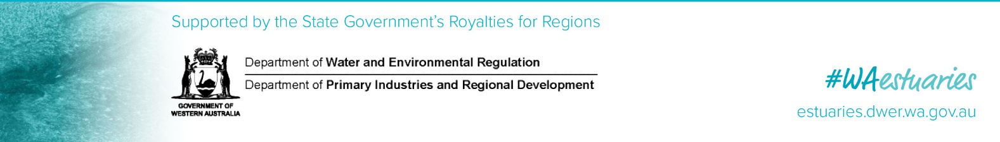 Supported by the State Government's Royalties for Regions
Department of Water and Environmental Regulation
Department of Primary Industries and Regional Development
GOVERNMENT OF
WESTERN AUSTRALIA
#WAestuaries
estuaries.dwer.wa.gov.au